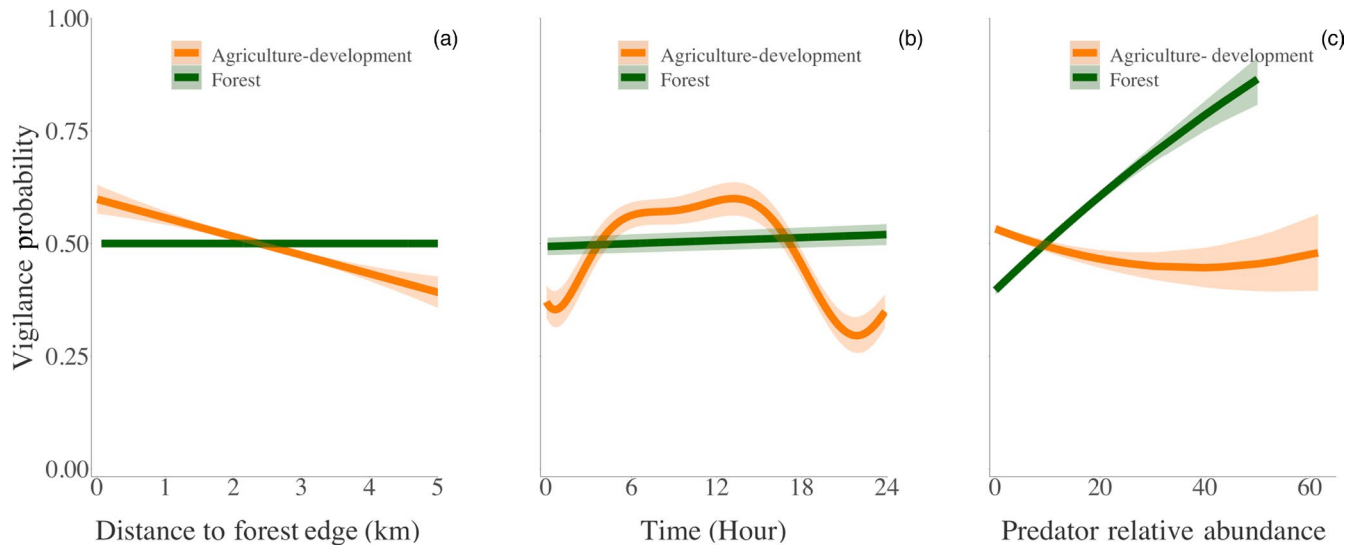 Vigilance probability
1.00
0.75
0.50
0.25
0.00
(a)
Agriculture-development
Forest
0 1 2 3 4 5
Distance to forest edge (km)
(b)
Agriculture-development
Forest
0 6 12 18 24
Time (Hour)
(c)
Agriculture- development
Forest
0 20 40 60
Predator relative abundance